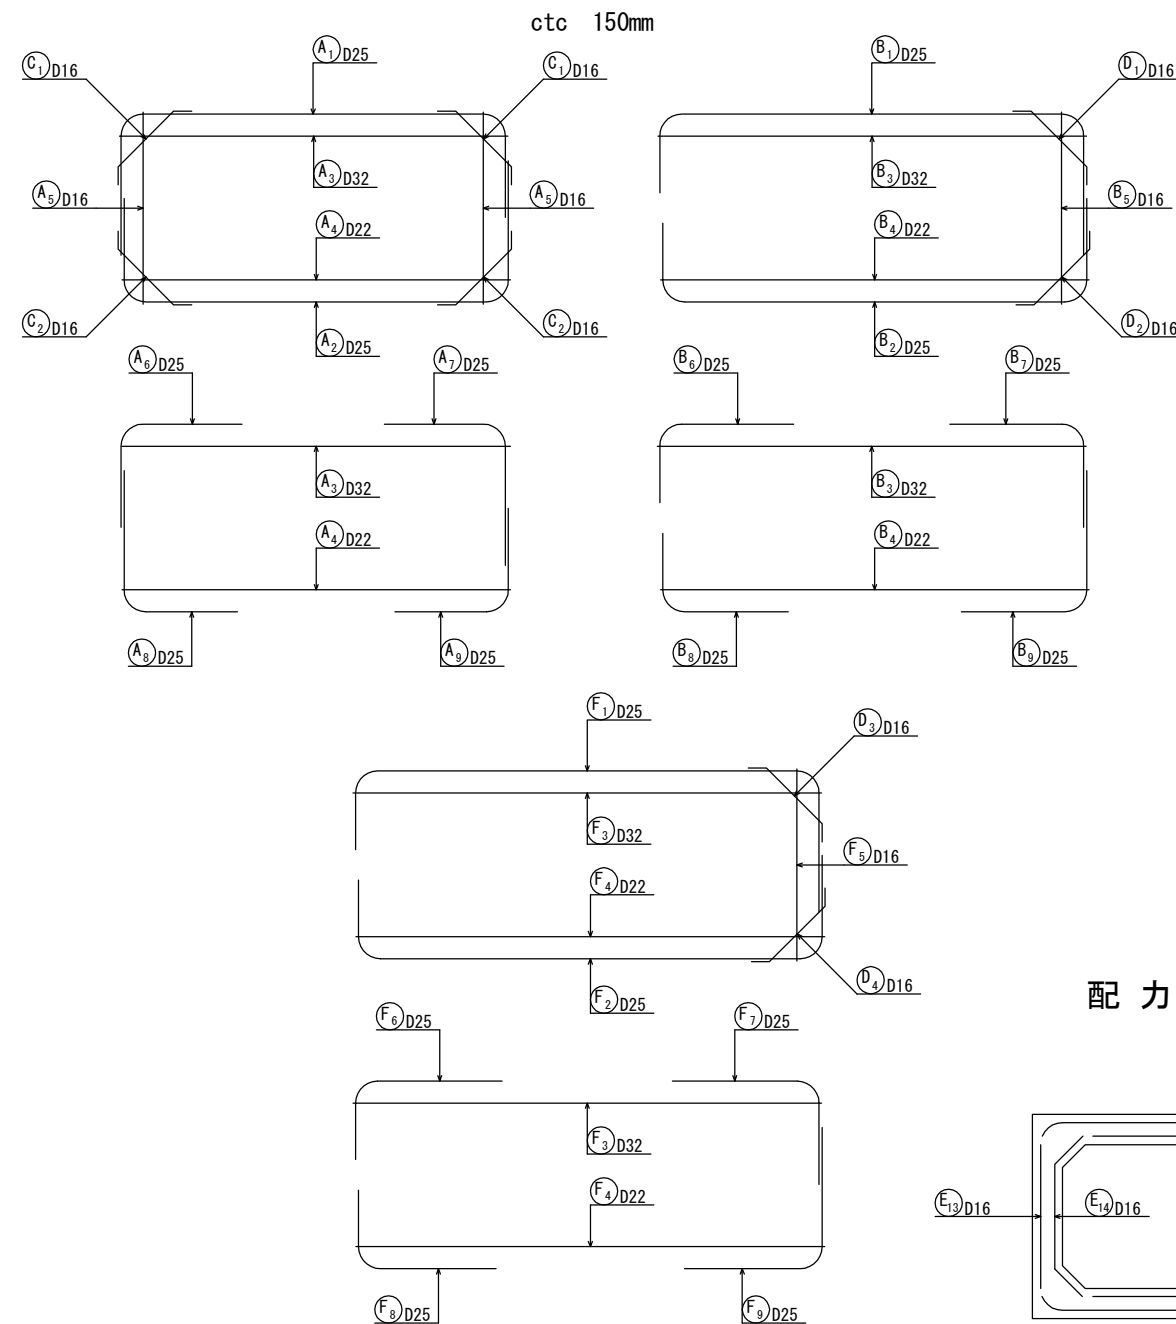 ctc 150mm
A1 D25
B1 D25
C1 D16
C1 D16
D1 D16
A3 D32
B3 D32
A5 D16
A5 D16
B5 D16
A4 D22
B4 D22
C2 D16
A2 D25
C2 D16
B2 D25
D2 D16
A6 D25
A7 D25
B6 D25
B7 D25
A3 D32
B3 D32
A4 D22
B4 D22
A8 D25
A9 D25
B8 D25
B9 D25
F1 D25
D3 D16
F3 D32
F5 D16
F4 D22
D4 D16
F2 D25
配力
F6 D25
F7 D25
F3 D32
F4 D22
E13 D16
E14 D16
F8 D25
F9 D25